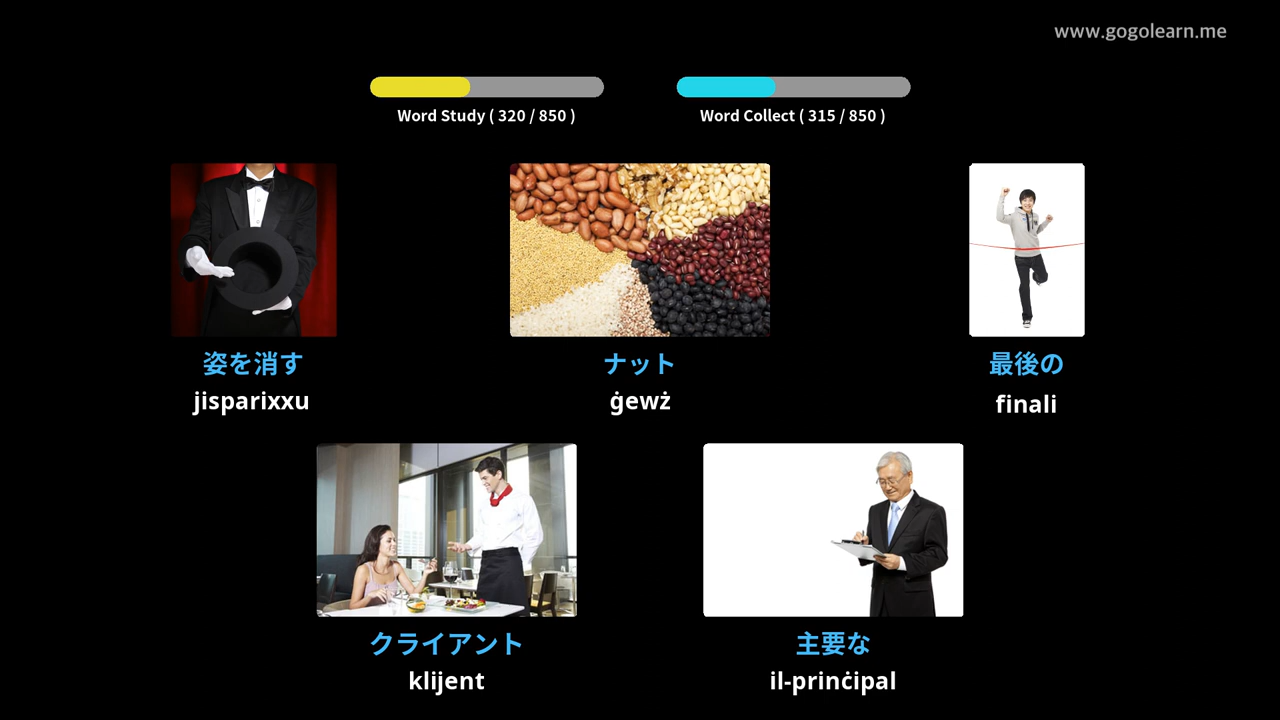 www.gogolearn.me
Word Study ( 320 / 850 )
Word Collect ( 315 / 850 )
姿を消す
jisparixxu
ナット
ġewż
最後の
finali
クライアント
klijent
主要な
il-prinċipal